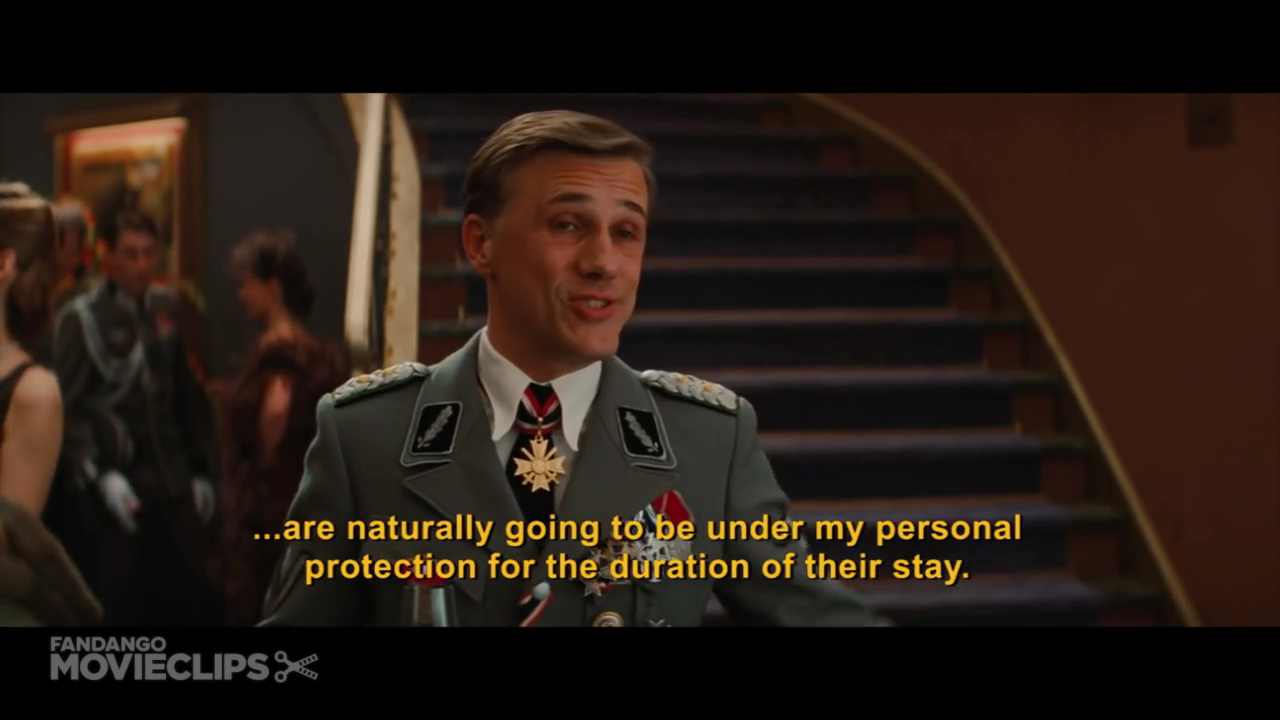 ...are naturally going to be under my personal
protection for the duration of their stay.
FANDANGO
MOVIECLIPS